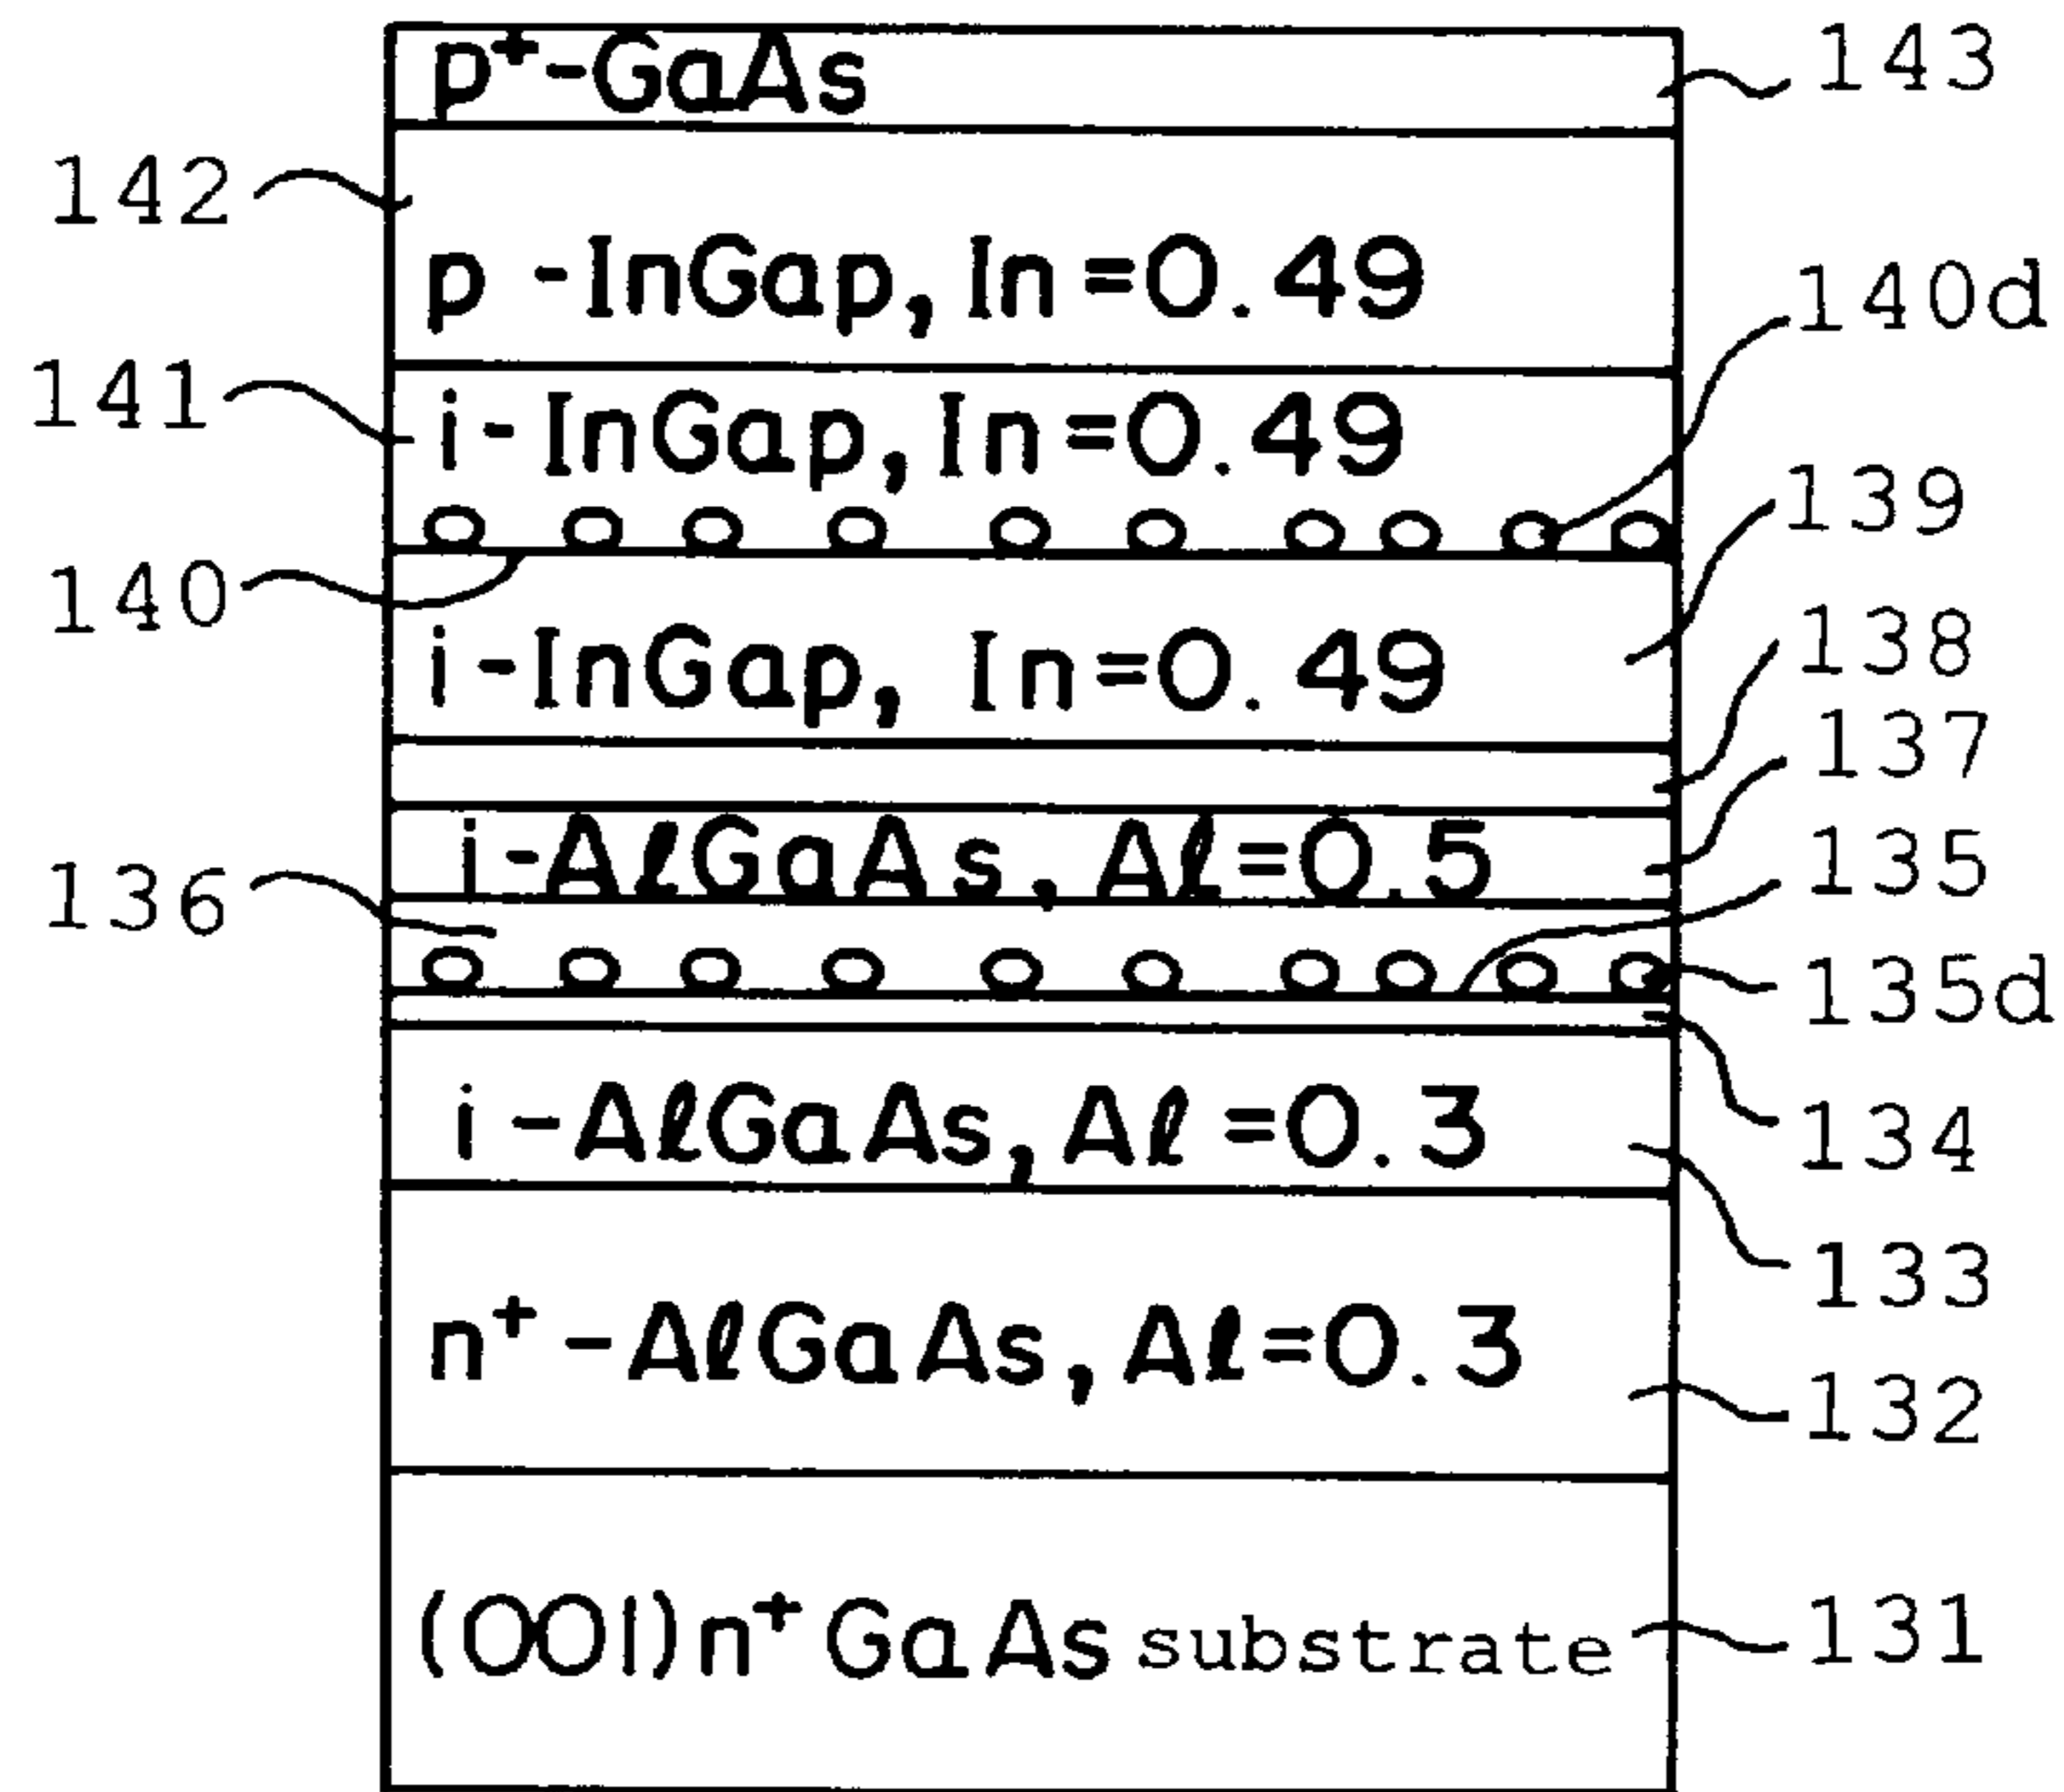 p⁺-GaAs
143
142
p-InGap, In=0.49
140d
141
i-InGap, In=0.49
139
140
i-InGap, In=0.49
138
137
i-AlGaAs, Al=0.5
135
136
135d
134
i-AlGaAs, Al=0.3
133
n⁺-AlGaAs, Al=0.3
132
(001)n⁺GaAs substrate
131